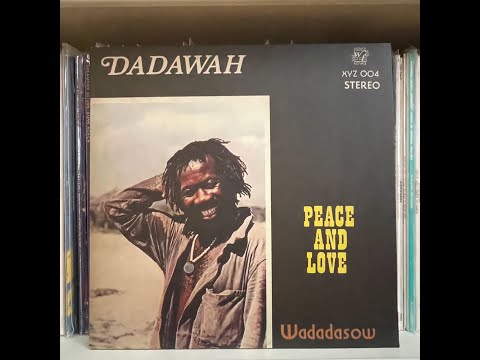 DADAWAH
XYZ 004
STEREO
PEACE
AND
LOVE
Wadadasow